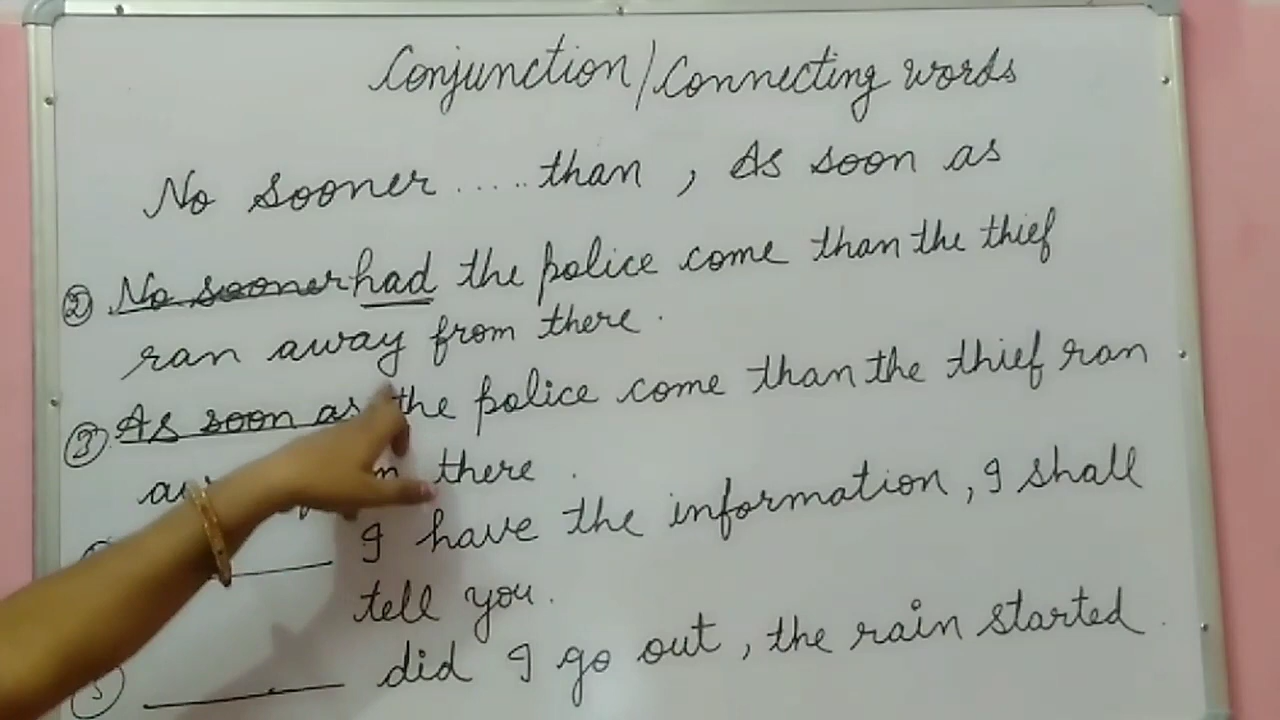 Conjunction/Connecting words
No sooner.....than, As soon as
② No sooner had the police come than the thief
ran away from there.
③ As soon as the police come than the thief ran
there.
I have the information, I shall
tell you.
did I go out, the rain started.